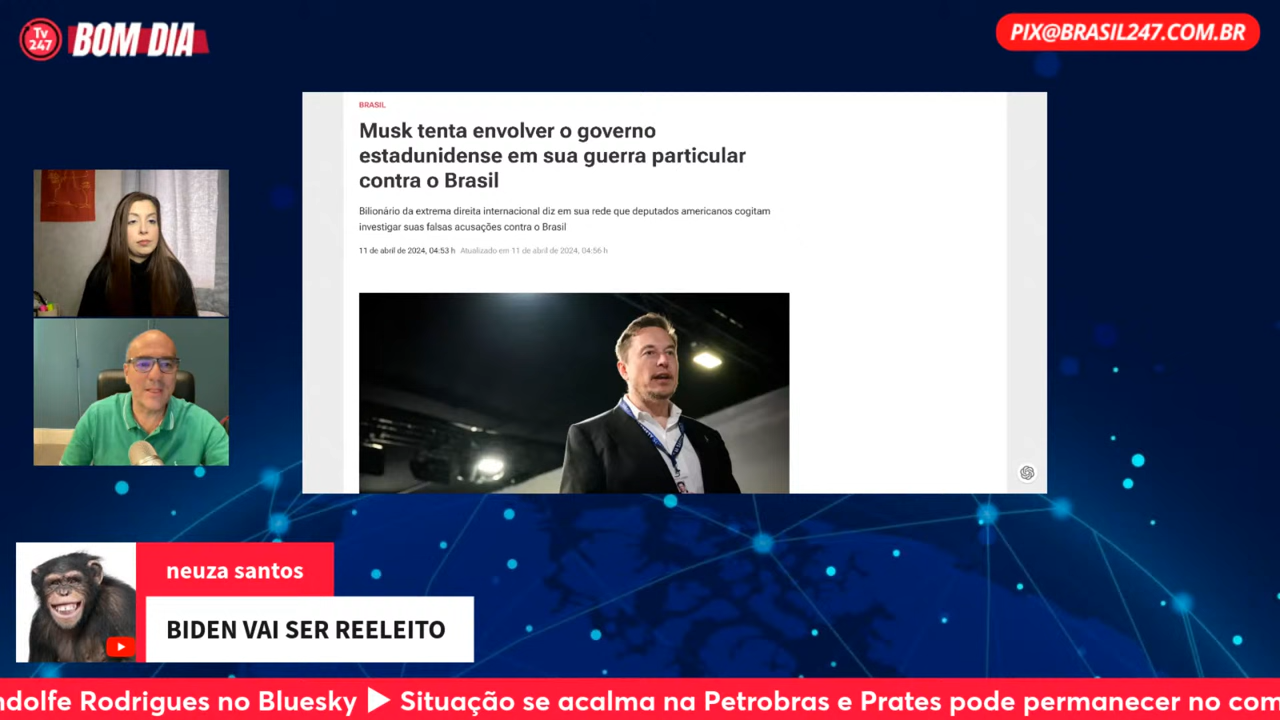 Tv
247
BOM DIA
PIX@BRASIL247.COM.BR
BRASIL
Musk tenta envolver o governo
estadunidense em sua guerra particular
contra o Brasil
Bilionário da extrema direita internacional diz em sua rede que deputados americanos cogitam
investigar suas falsas acusações contra o Brasil
11 de abril de 2024, 04:53 h Atualizado em 11 de abril de 2024, 04:56 h
neuza santos
BIDEN VAI SER REELEITO
ndolfe Rodrigues no Bluesky ▶ Situação se acalma na Petrobras e Prates pode permanecer no com